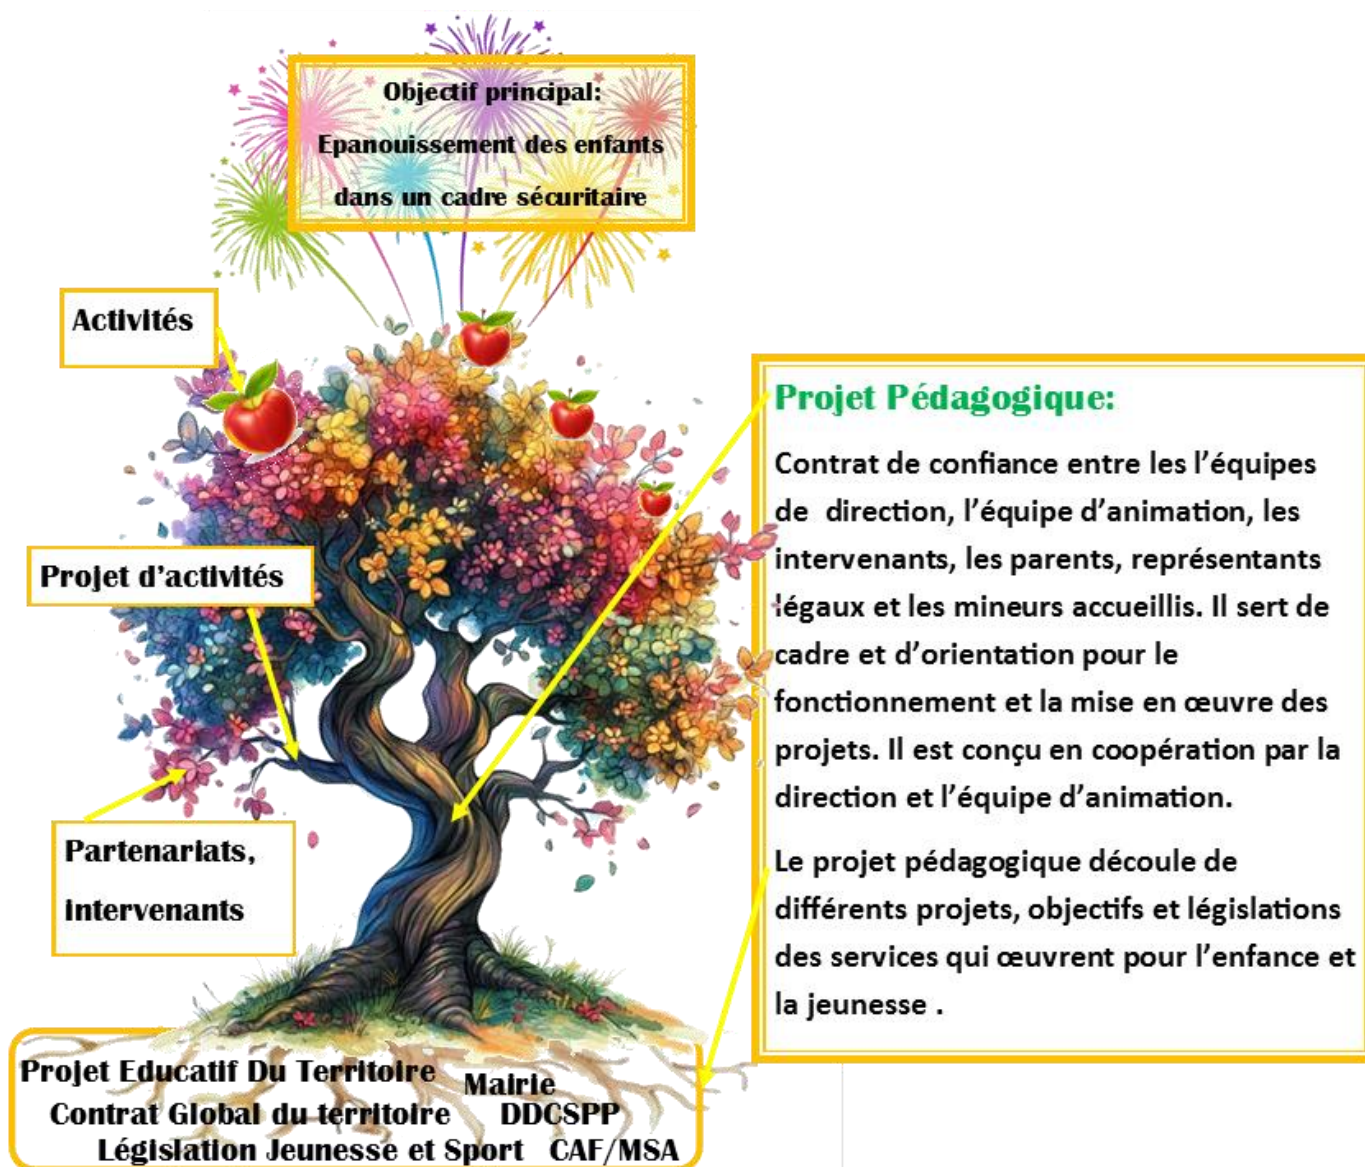 Objectif principal:
Epanouissement des enfants
dans un cadre sécuritaire
Activités
Projet d'activités
Partenariats,
intervenants
Projet Pédagogique:
Contrat de confiance entre les l'équipes
de direction, l'équipe d'animation, les
intervenants, les parents, représentants
légaux et les mineurs accueillis. Il sert de
cadre et d'orientation pour le
fonctionnement et la mise en œuvre des
projets. Il est conçu en coopération par la
direction et l'équipe d'animation.
Le projet pédagogique découle de
différents projets, objectifs et législations
des services qui œuvrent pour l'enfance et
la jeunesse .
Projet Educatif Du Territoire Mairie
Contrat Global du territoire DDCSPP
Législation Jeunesse et Sport CAF/MSA